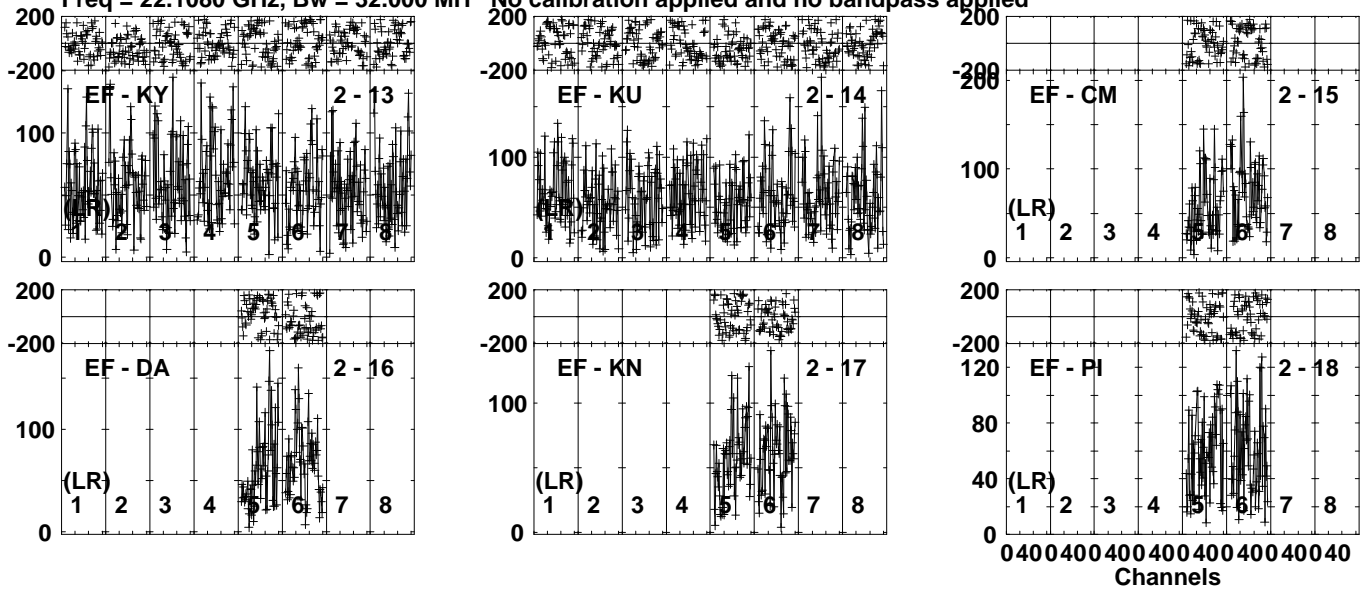 Freq = 22.1080 GHz, Bw = 32.000 MH No calibration applied and no bandpass applied
200
-200
EF - KY 2 - 13
100
(LR)
1 2 3 4 5 6 7 8
0
200
-200
EF - KU 2 - 14
100
(LR)
1 2 3 4 5 6 7 8
0
200
-200
200
EF - CM 2 - 15
100
(LR)
1 2 3 4 5 6 7 8
0
200
-200
EF - DA 2 - 16
100
(LR)
1 2 3 4 5 6 7 8
0
200
-200
EF - KN 2 - 17
100
(LR)
1 2 3 4 5 6 7 8
0
200
-200
120
EF - PI 2 - 18
80
40
(LR)
1 2 3 4 5 6 7 8
0
0 40 0 40 0 40 0 40 0 40 0 40 0 40 0 40
Channels